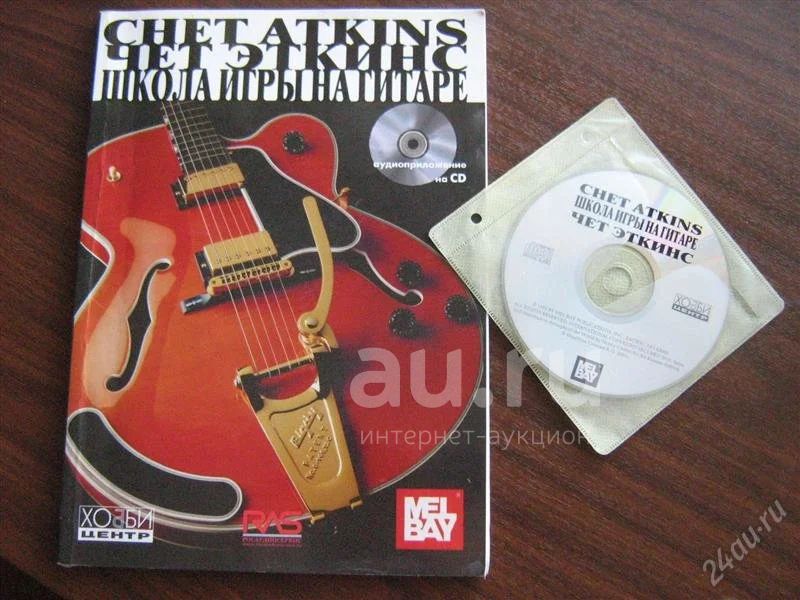 CHET ATKINS
ЧЕТ ЭТКИНС
ШКОЛА ИГРЫ НА ГИТАРЕ
аудиоприложение
на CD
ХОББИ
ЦЕНТР
RAS
MEL
BAY
CHET ATKINS
ШКОЛА ИГРЫ НА ГИТАРЕ
ЧЕТ ЭТКИНС
ХОББИ
ЦЕНТР
MEL
BAY
au.ru
интернет-аукцион
24au.ru